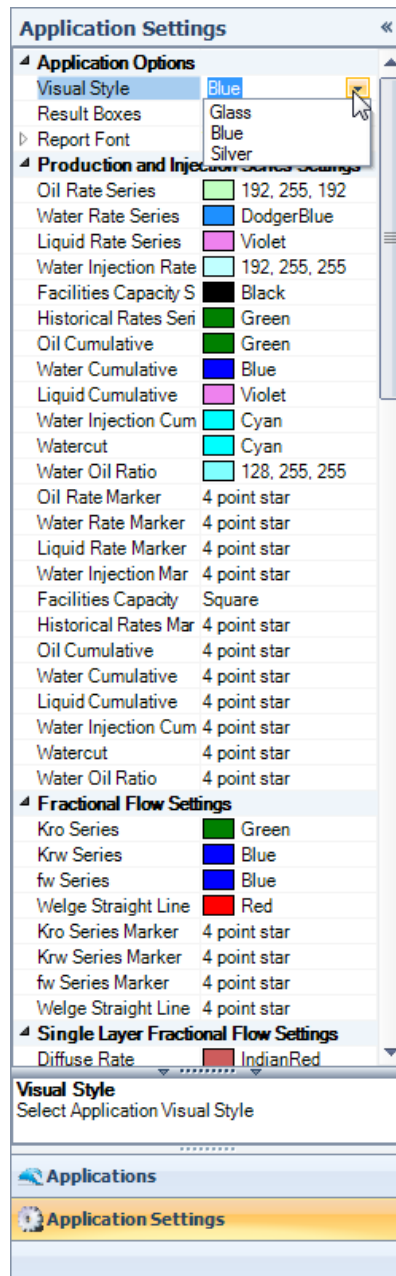 Application Settings «
Application Options
Visual Style Blue
Result Boxes Glass
Blue
Report Font Silver
Production and Injection Series Settings
Oil Rate Series 192, 255, 192
Water Rate Series DodgerBlue
Liquid Rate Series Violet
Water Injection Rate 192, 255, 255
Facilities Capacity S Black
Historical Rates Seri Green
Oil Cumulative Green
Water Cumulative Blue
Liquid Cumulative Violet
Water Injection Cum Cyan
Watercut Cyan
Water Oil Ratio 128, 255, 255
Oil Rate Marker 4 point star
Water Rate Marker 4 point star
Liquid Rate Marker 4 point star
Water Injection Mar 4 point star
Facilities Capacity Square
Historical Rates Mar 4 point star
Oil Cumulative 4 point star
Water Cumulative 4 point star
Liquid Cumulative 4 point star
Water Injection Cum 4 point star
Watercut 4 point star
Water Oil Ratio 4 point star
Fractional Flow Settings
Kro Series Green
Krw Series Blue
fw Series Blue
Welge Straight Line Red
Kro Series Marker 4 point star
Krw Series Marker 4 point star
fw Series Marker 4 point star
Welge Straight Line 4 point star
Single Layer Fractional Flow Settings
Diffuse Rate IndianRed
Visual Style
Select Application Visual Style
Applications
Application Settings